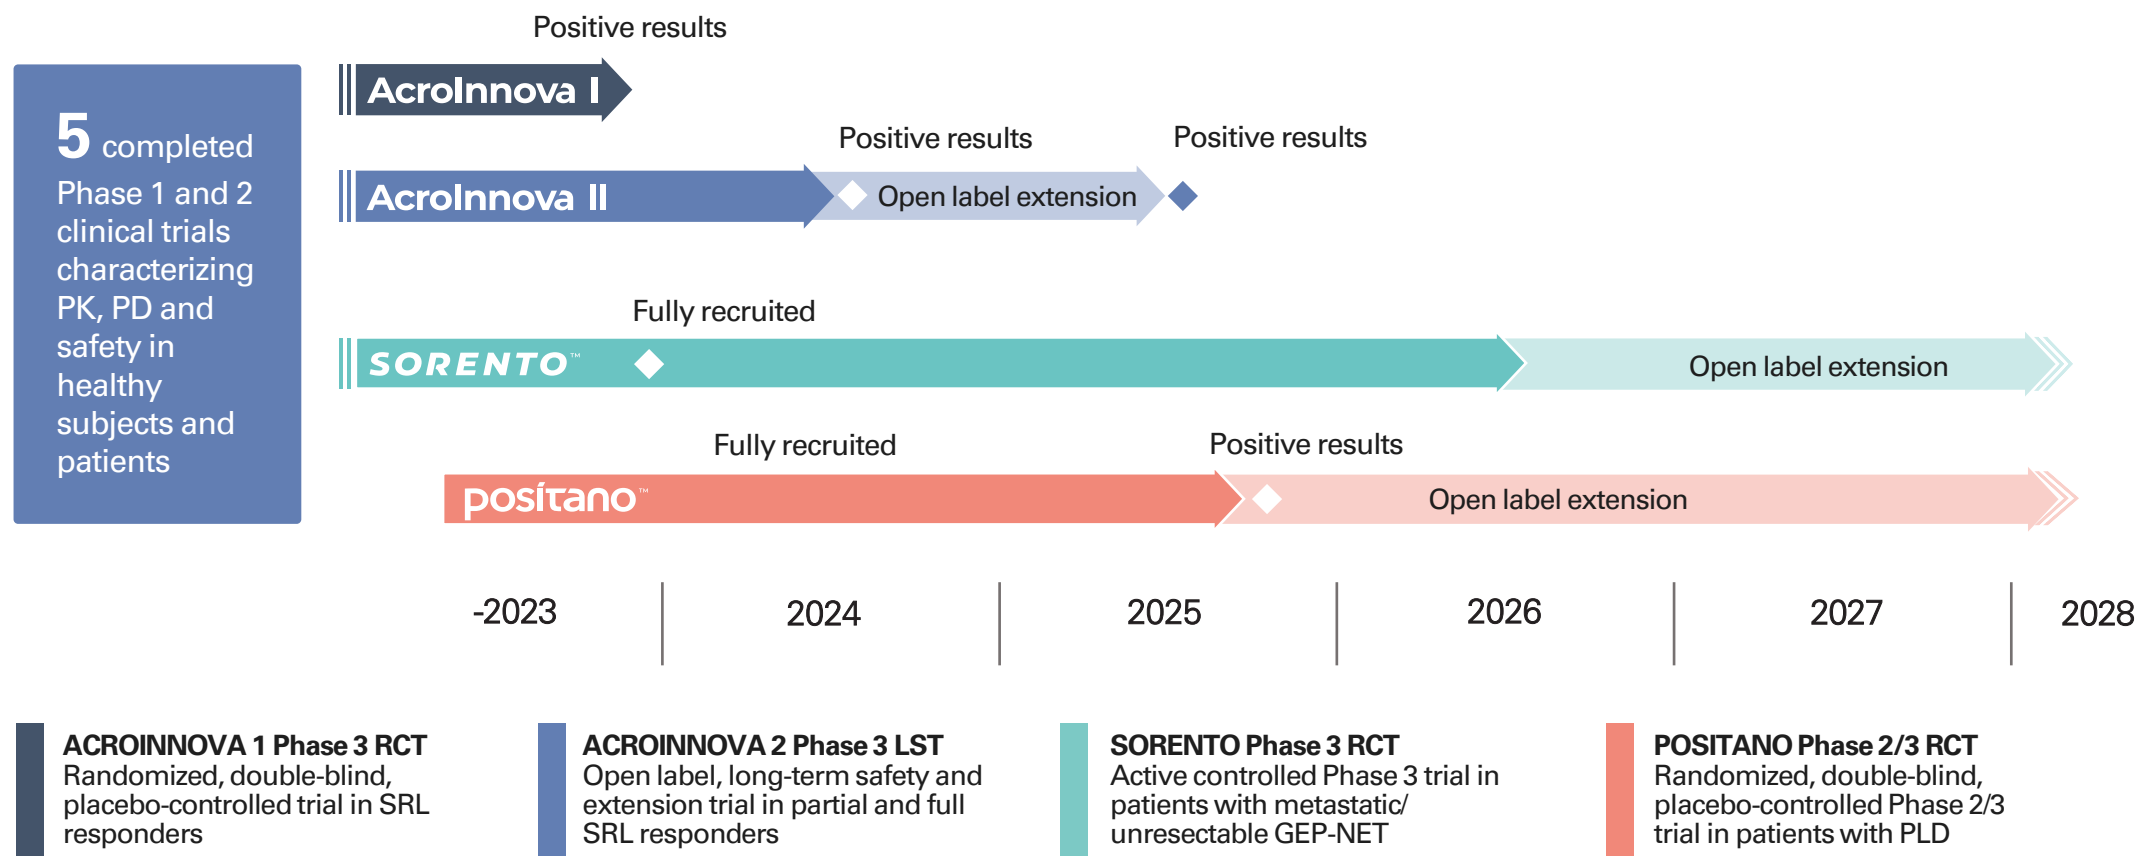 Positive results
5 completed
Phase 1 and 2
clinical trials
characterizing
PK, PD and
safety in
healthy
subjects and
patients
AcroInnova I
Positive results
Positive results
AcroInnova II
Open label extension
Fully recruited
SORENTO™
Open label extension
Fully recruited
Positive results
positano™
Open label extension
-2023
2024
2025
2026
2027
2028
ACROINNOVA 1 Phase 3 RCT
Randomized, double-blind,
placebo-controlled trial in SRL
responders
ACROINNOVA 2 Phase 3 LST
Open label, long-term safety and
extension trial in partial and full
SRL responders
SORENTO Phase 3 RCT
Active controlled Phase 3 trial in
patients with metastatic/
unresectable GEP-NET
POSITANO Phase 2/3 RCT
Randomized, double-blind,
placebo-controlled Phase 2/3
trial in patients with PLD